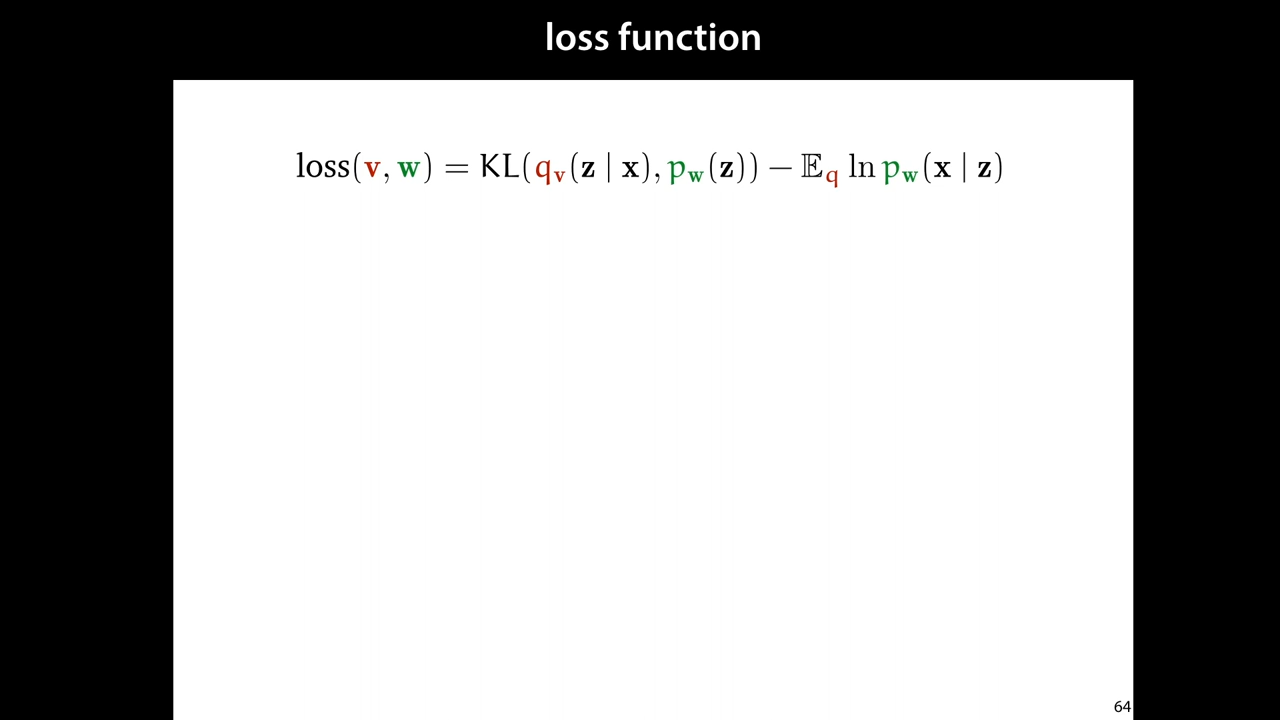 loss function
loss(v, w) = KL(q_v(z | x), p_w(z)) − 𝔼_q ln p_w(x | z)
64